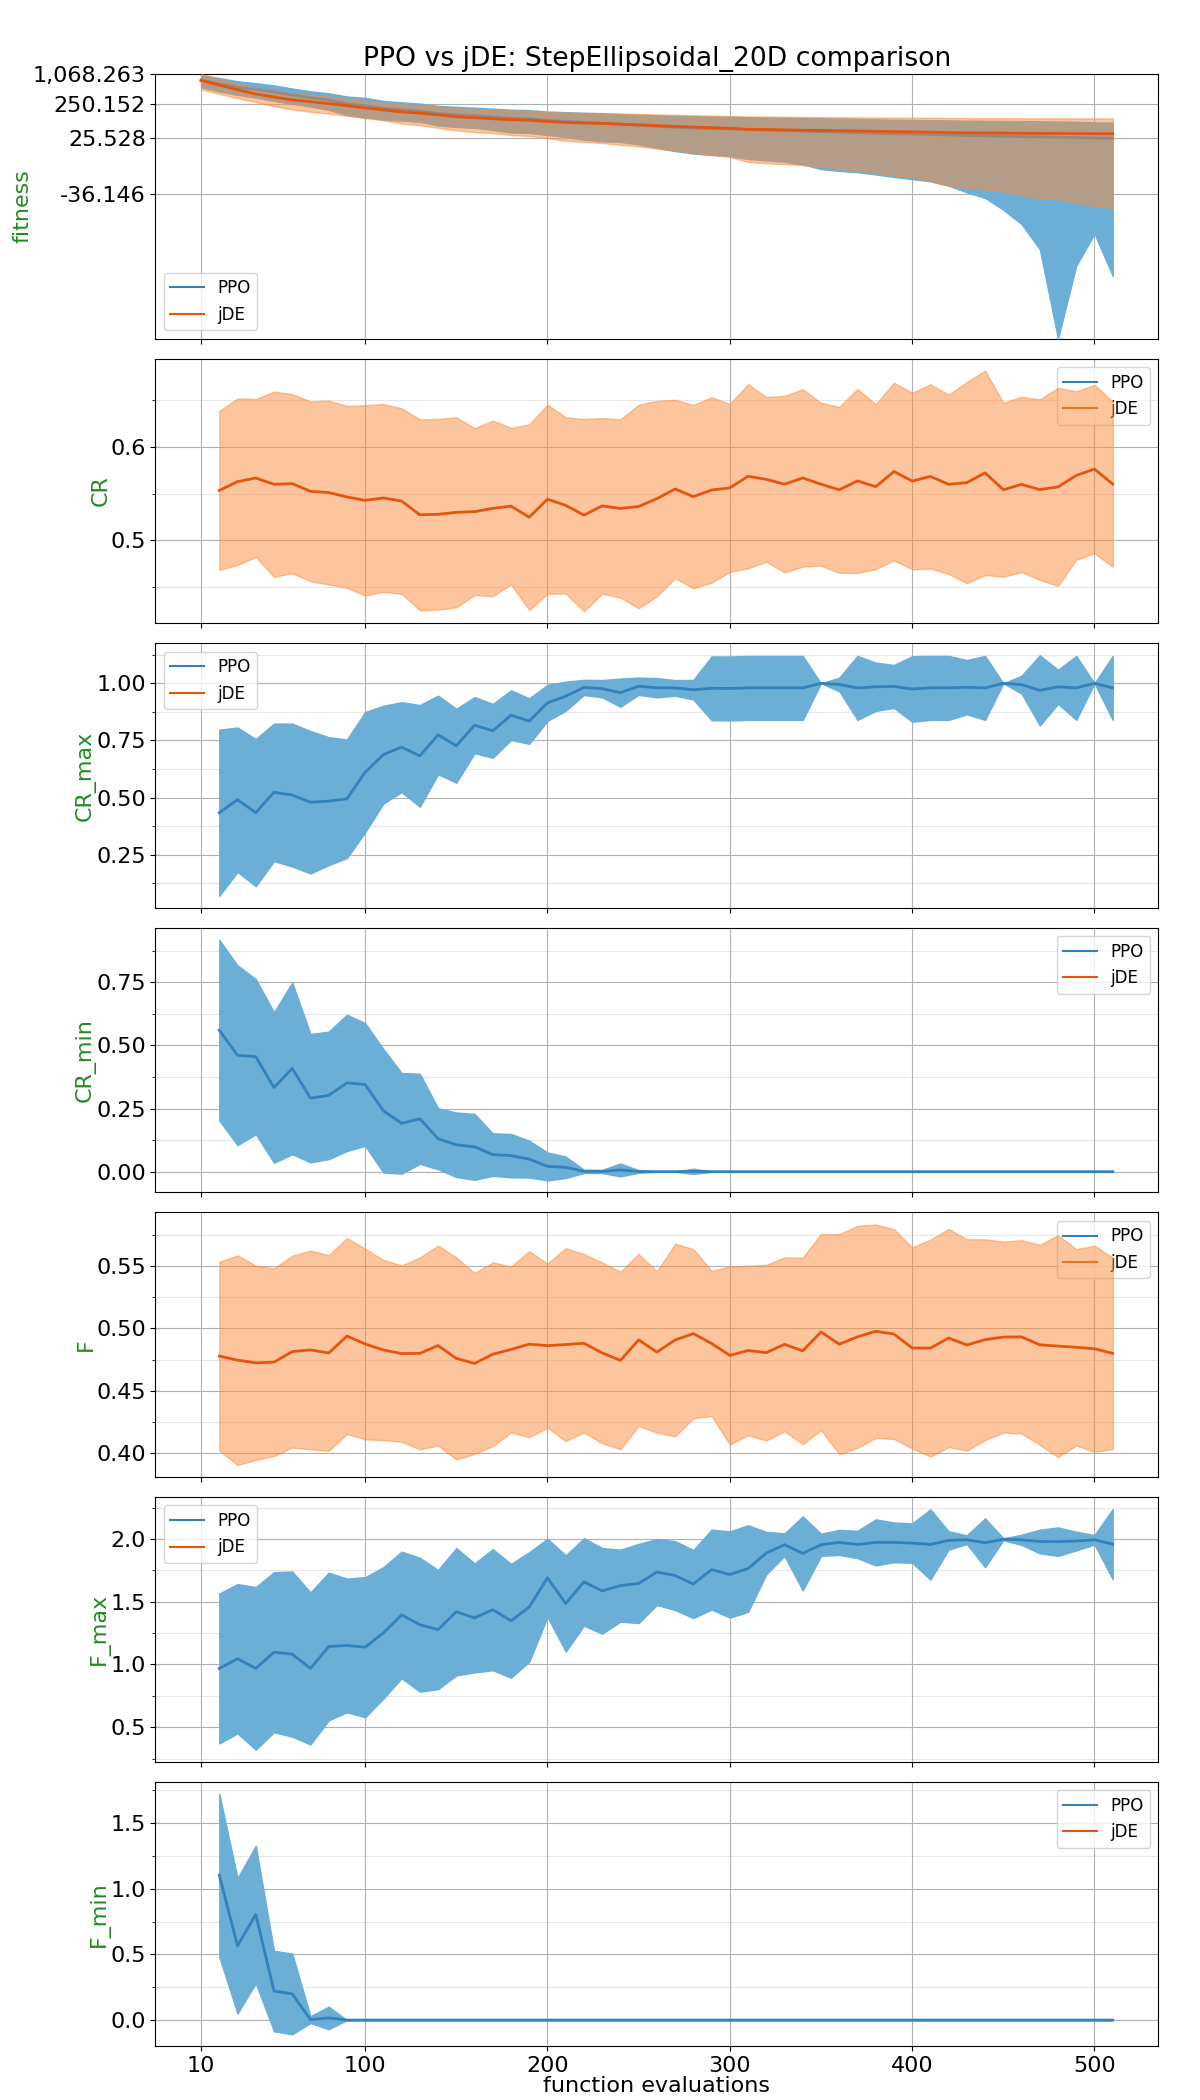 PPO vs jDE: StepEllipsoidal_20D comparison
1,068.263
250.152
25.528
-36.146
fitness
PPO
jDE
PPO
jDE
0.6
0.5
CR
PPO
jDE
1.00
0.75
0.50
0.25
CR_max
PPO
jDE
0.75
0.50
0.25
0.00
CR_min
PPO
jDE
0.55
0.50
0.45
0.40
F
PPO
jDE
2.0
1.5
1.0
0.5
F_max
PPO
jDE
1.5
1.0
0.5
0.0
F_min
10 100 200 300 400 500
function evaluations